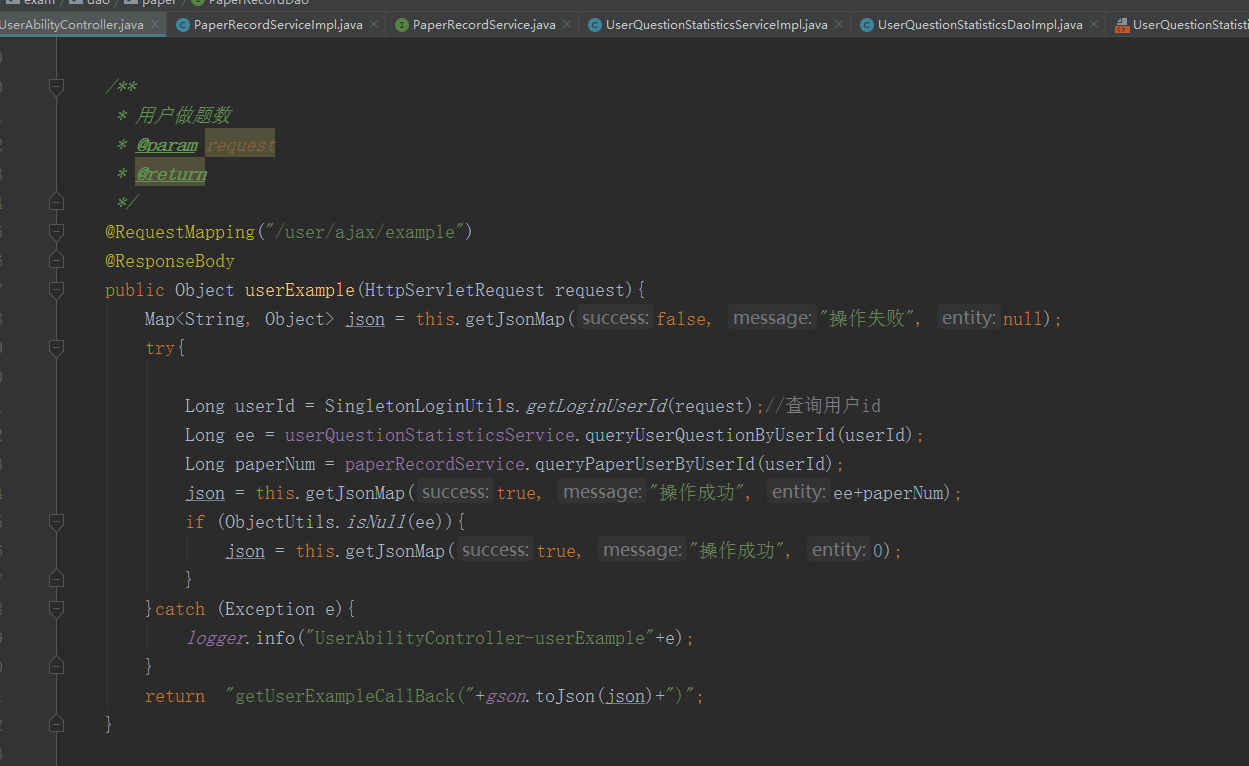 exam / dao / paper / PaperRecordDao
UserAbilityController.java × PaperRecordServiceImpl.java × PaperRecordService.java × UserQuestionStatisticsServiceImpl.java × UserQuestionStatisticsDaoImpl.java × UserQuestionStatisti
/**
* 用户做题数
* @param request
* @return
*/
@RequestMapping("/user/ajax/example")
@ResponseBody
public Object userExample(HttpServletRequest request){
Map<String, Object> json = this.getJsonMap( success: false, message: "操作失败", entity: null);
try{
Long userId = SingletonLoginUtils.getLoginUserId(request);//查询用户id
Long ee = userQuestionStatisticsService.queryUserQuestionByUserId(userId);
Long paperNum = paperRecordService.queryPaperUserByUserId(userId);
json = this.getJsonMap( success: true, message: "操作成功", entity: ee+paperNum);
if (ObjectUtils.isNull(ee)){
json = this.getJsonMap( success: true, message: "操作成功", entity: 0);
}
}catch (Exception e){
logger.info("UserAbilityController-userExample"+e);
}
return "getUserExampleCallBack("+gson.toJson(json)+")";
}